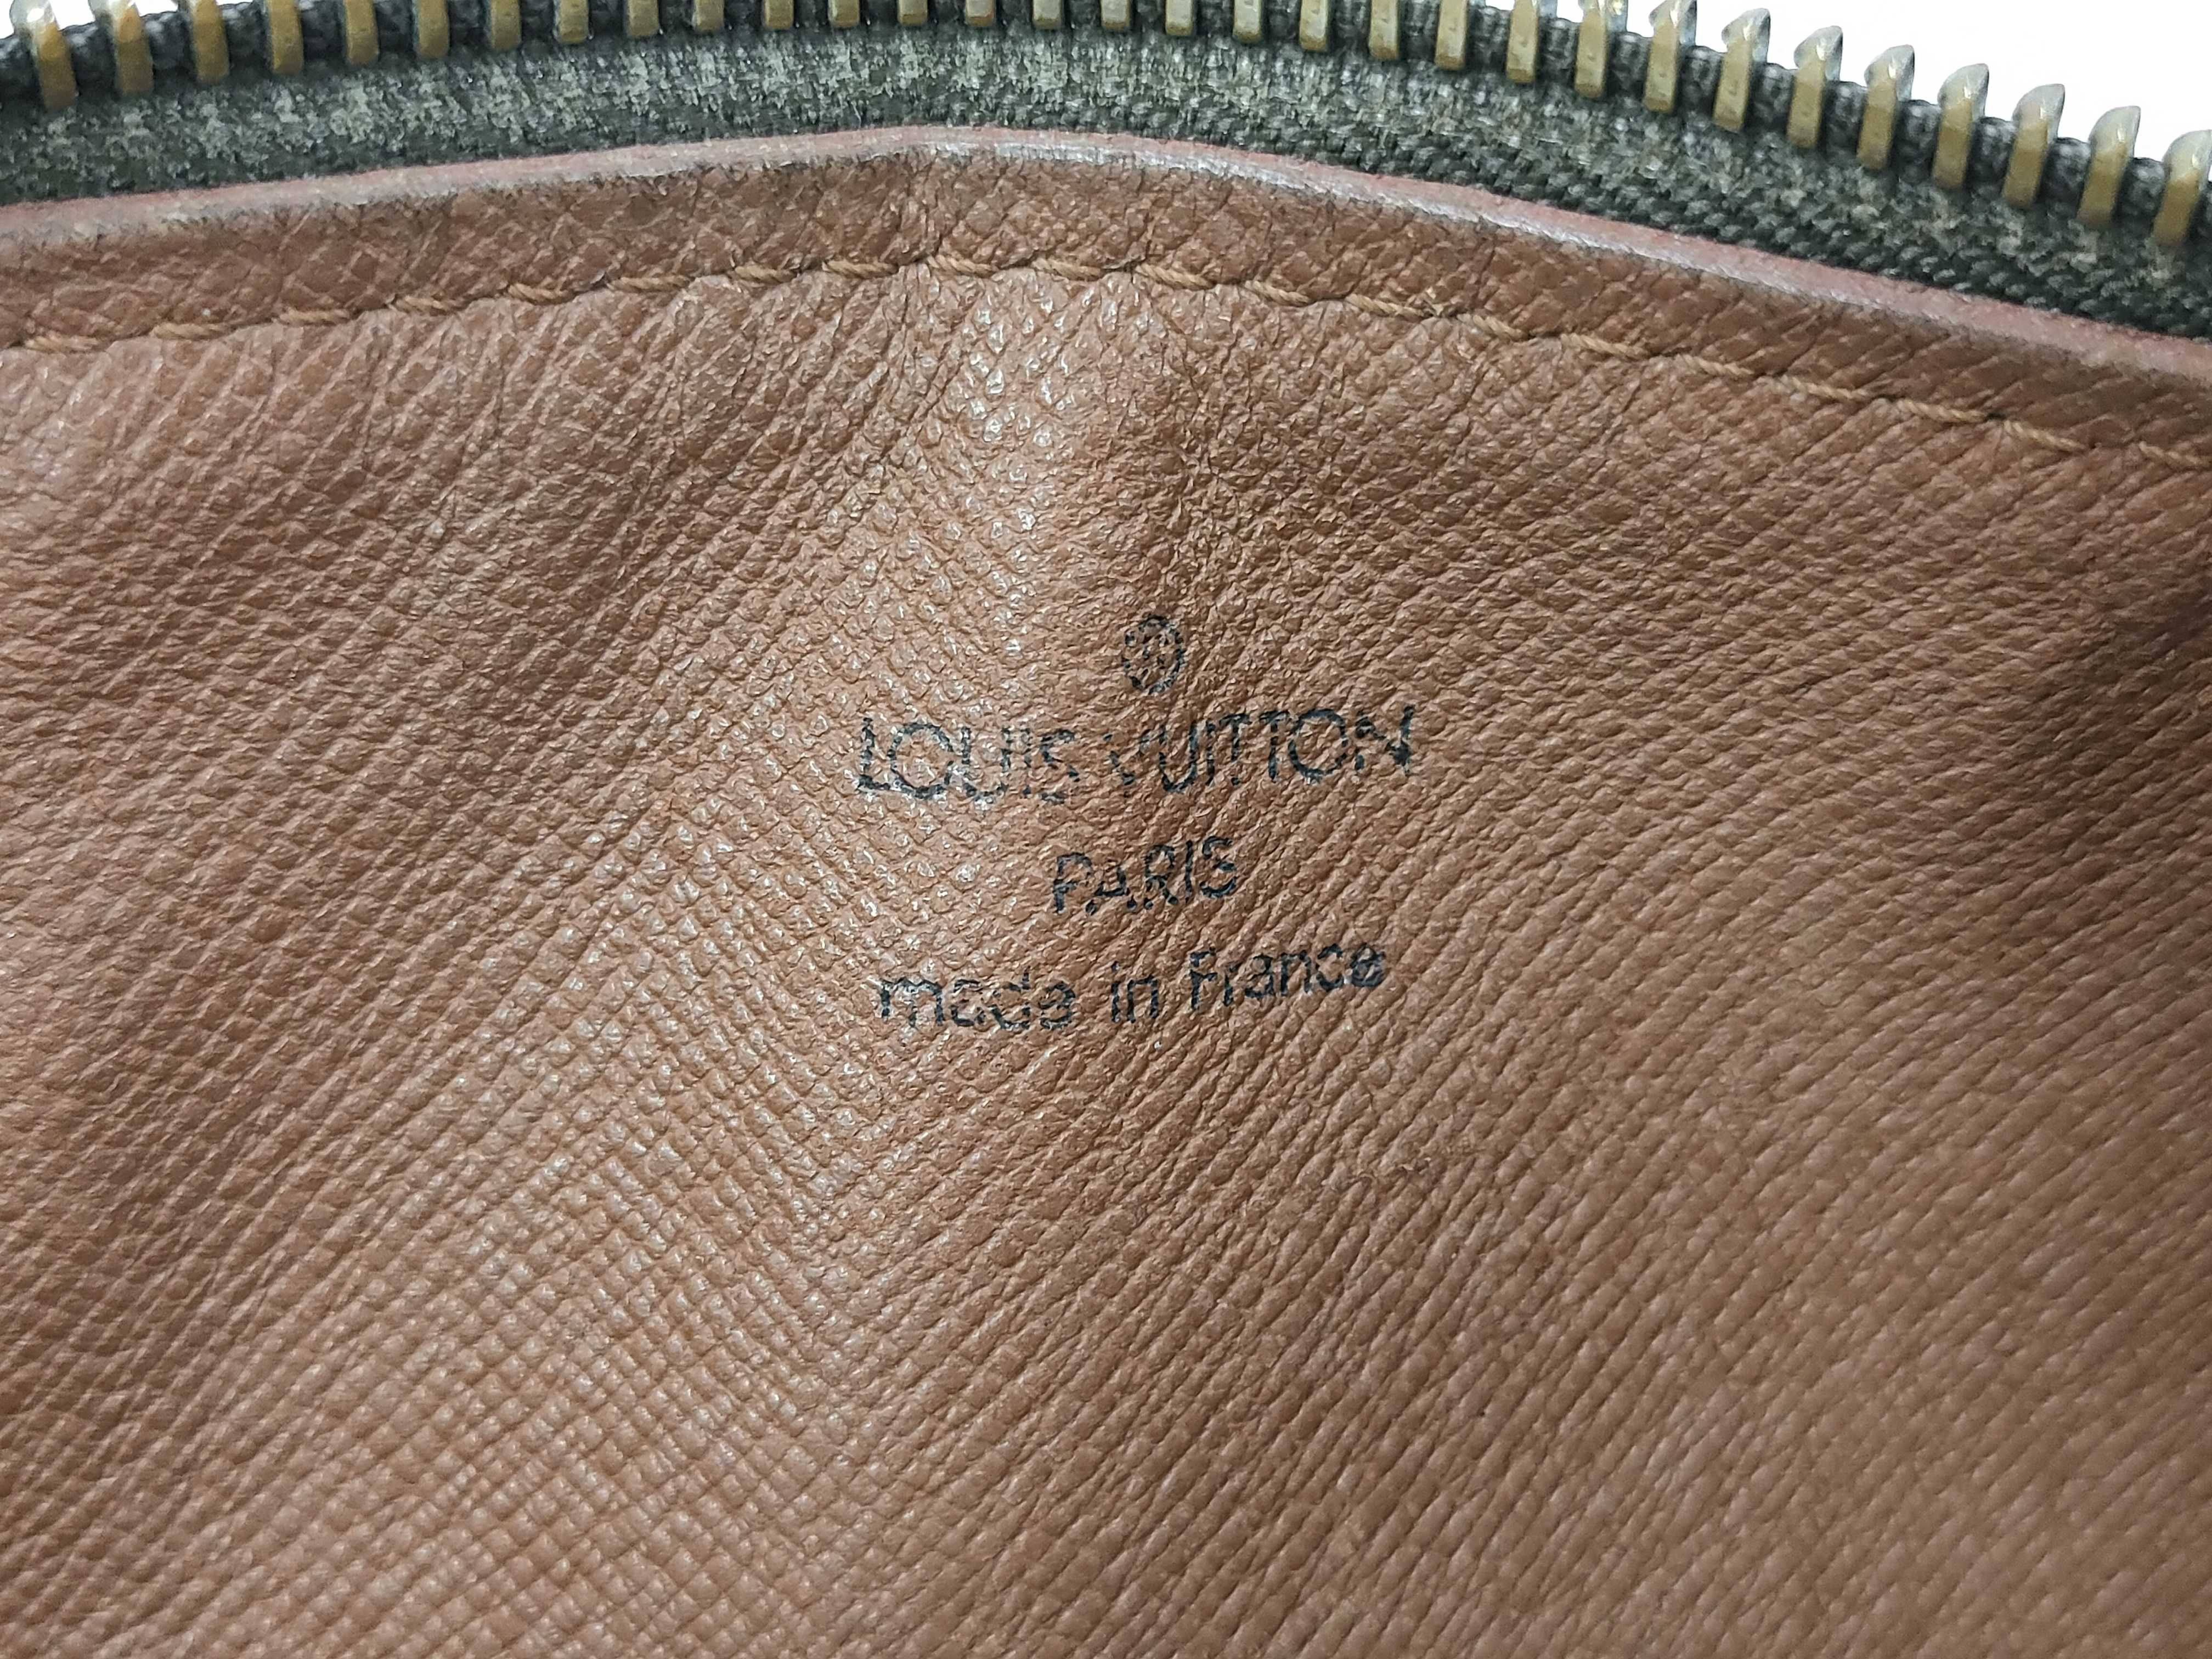 ®
LOUIS VUITTON
PARIS
made in France